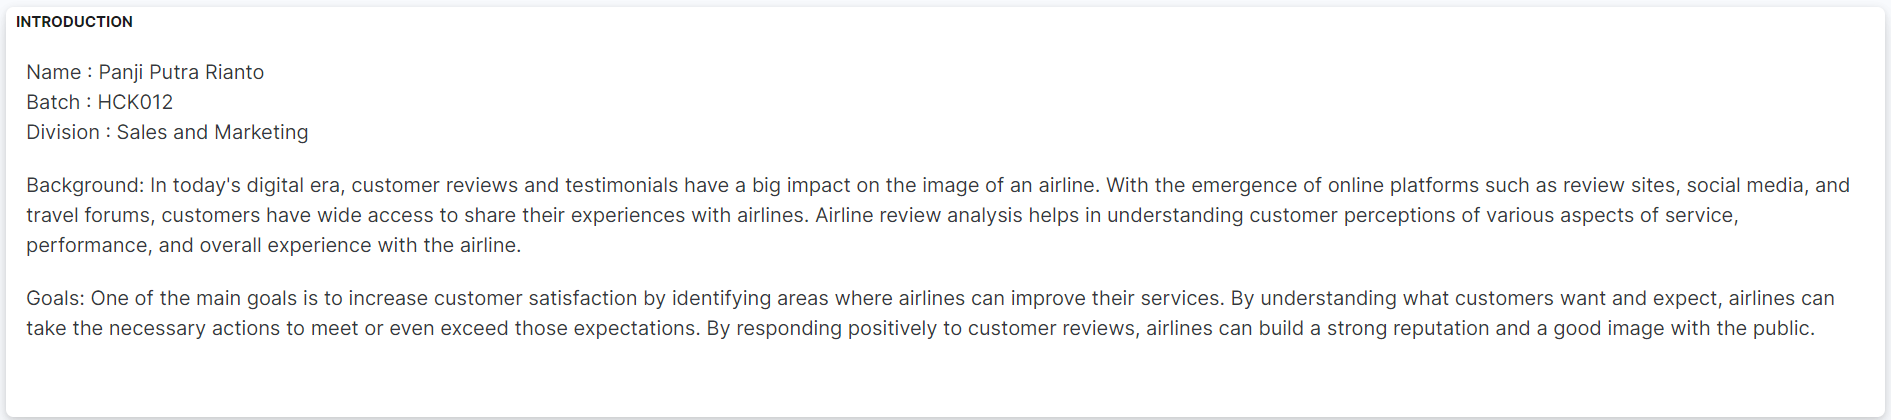 INTRODUCTION
Name : Panji Putra Rianto
Batch : HCK012
Division : Sales and Marketing
Background: In today's digital era, customer reviews and testimonials have a big impact on the image of an airline. With the emergence of online platforms such as review sites, social media, and
travel forums, customers have wide access to share their experiences with airlines. Airline review analysis helps in understanding customer perceptions of various aspects of service,
performance, and overall experience with the airline.
Goals: One of the main goals is to increase customer satisfaction by identifying areas where airlines can improve their services. By understanding what customers want and expect, airlines can
take the necessary actions to meet or even exceed those expectations. By responding positively to customer reviews, airlines can build a strong reputation and a good image with the public.